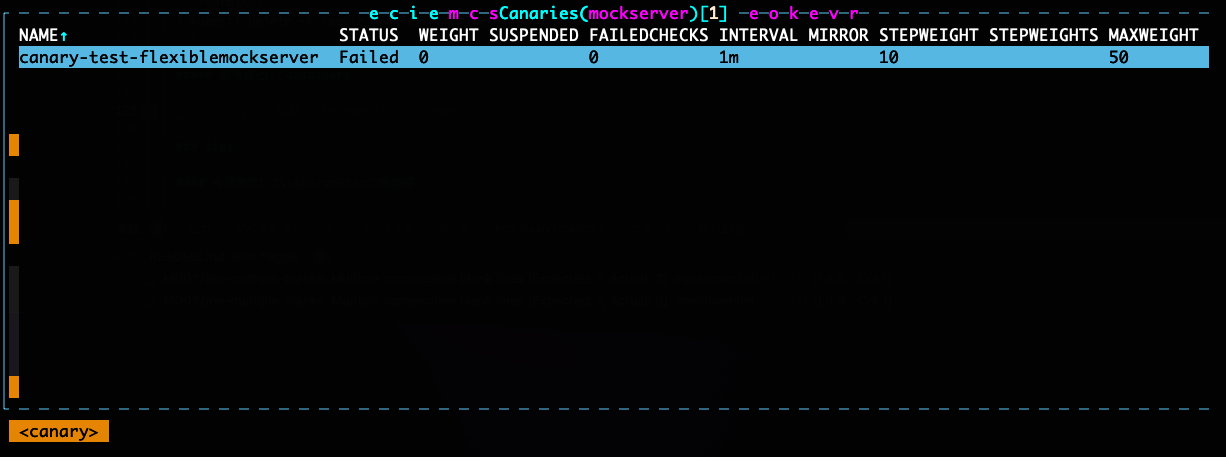 e c i e m c s Canaries(mockserver)[1] e o k e v r
NAME↑ STATUS WEIGHT SUSPENDED FAILEDCHECKS INTERVAL MIRROR STEPWEIGHT STEPWEIGHTS MAXWEIGHT
canary-test-flexiblemockserver Failed 0 0 1m 10 50
<canary>